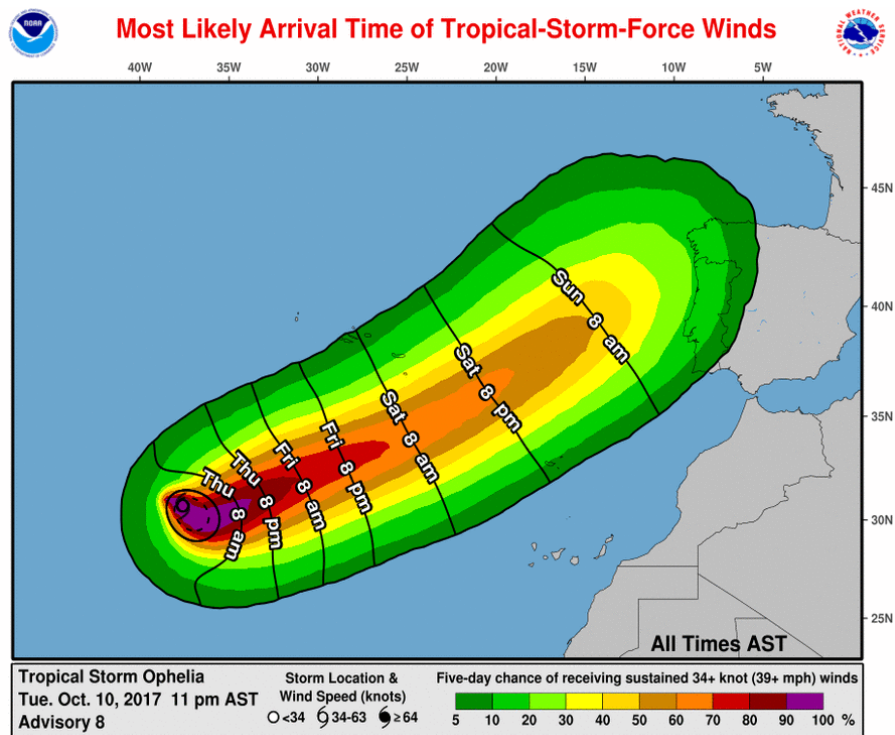 NOAA
Most Likely Arrival Time of Tropical-Storm-Force Winds
NATIONAL WEATHER SERVICE
40W 35W 30W 25W 20W 15W 10W 5W
45N
40N
35N
30N
25N
Thu 8 am
Thu 8 pm
Fri 8 am
Fri 8 pm
Sat 8 am
Sat 8 pm
Sun 8 am
All Times AST
Tropical Storm Ophelia
Tue. Oct. 10, 2017 11 pm AST
Advisory 8
Storm Location &
Wind Speed (knots)
<34 34-63 ≥ 64
Five-day chance of receiving sustained 34+ knot (39+ mph) winds
5 10 20 30 40 50 60 70 80 90 100 %